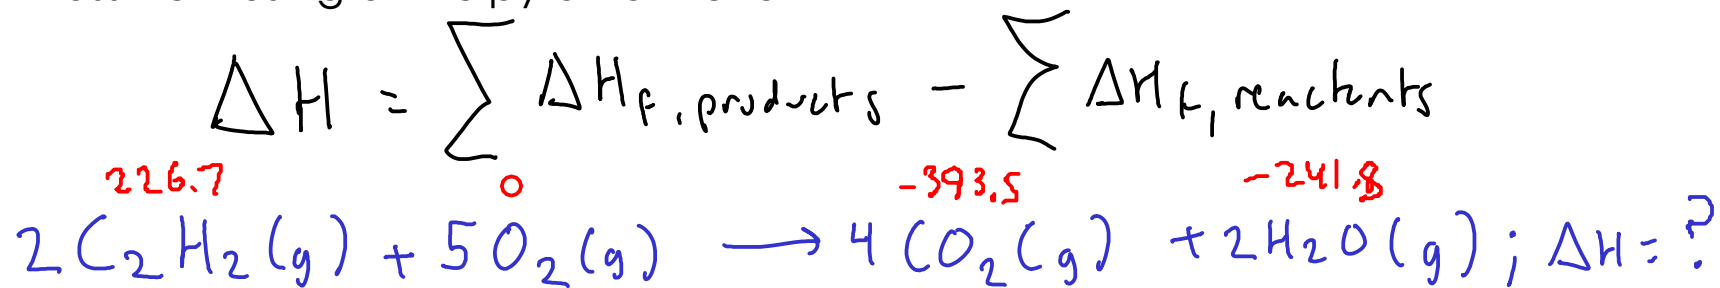 ΔH = ∑ ΔHf, products − ∑ ΔHf, reactants
226.7 0 -393.5 -241.8
2C₂H₂(g) + 5O₂(g) → 4CO₂(g) + 2H₂O(g); ΔH = ?